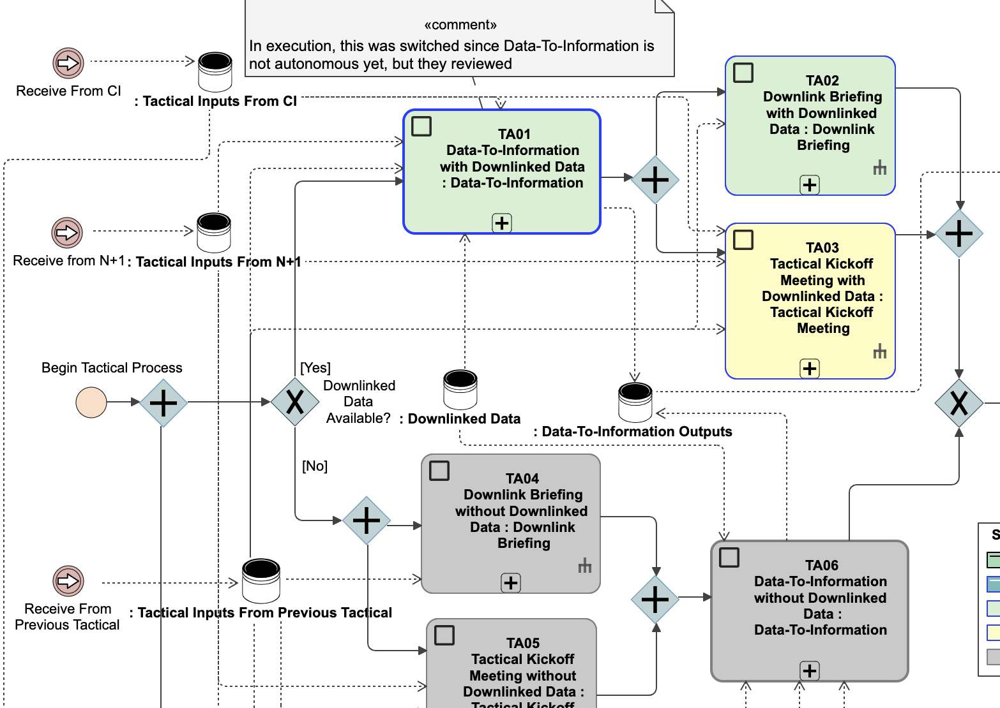 «comment»
In execution, this was switched since Data-To-Information is
not autonomous yet, but they reviewed
Receive From CI
: Tactical Inputs From CI
TA01
Data-To-Information
with Downlinked Data
: Data-To-Information
TA02
Downlink Briefing
with Downlinked
Data : Downlink
Briefing
Receive from N+1
: Tactical Inputs From N+1
TA03
Tactical Kickoff
Meeting with
Downlinked Data :
Tactical Kickoff
Meeting
Begin Tactical Process
[Yes]
Downlinked
Data
Available?
: Downlinked Data
: Data-To-Information Outputs
[No]
TA04
Downlink Briefing
without Downlinked
Data : Downlink
Briefing
Receive From
Previous Tactical
: Tactical Inputs From Previous Tactical
TA06
Data-To-Information
without Downlinked
Data :
Data-To-Information
TA05
Tactical Kickoff
Meeting without
Downlinked Data :
Tactical Kickoff
S